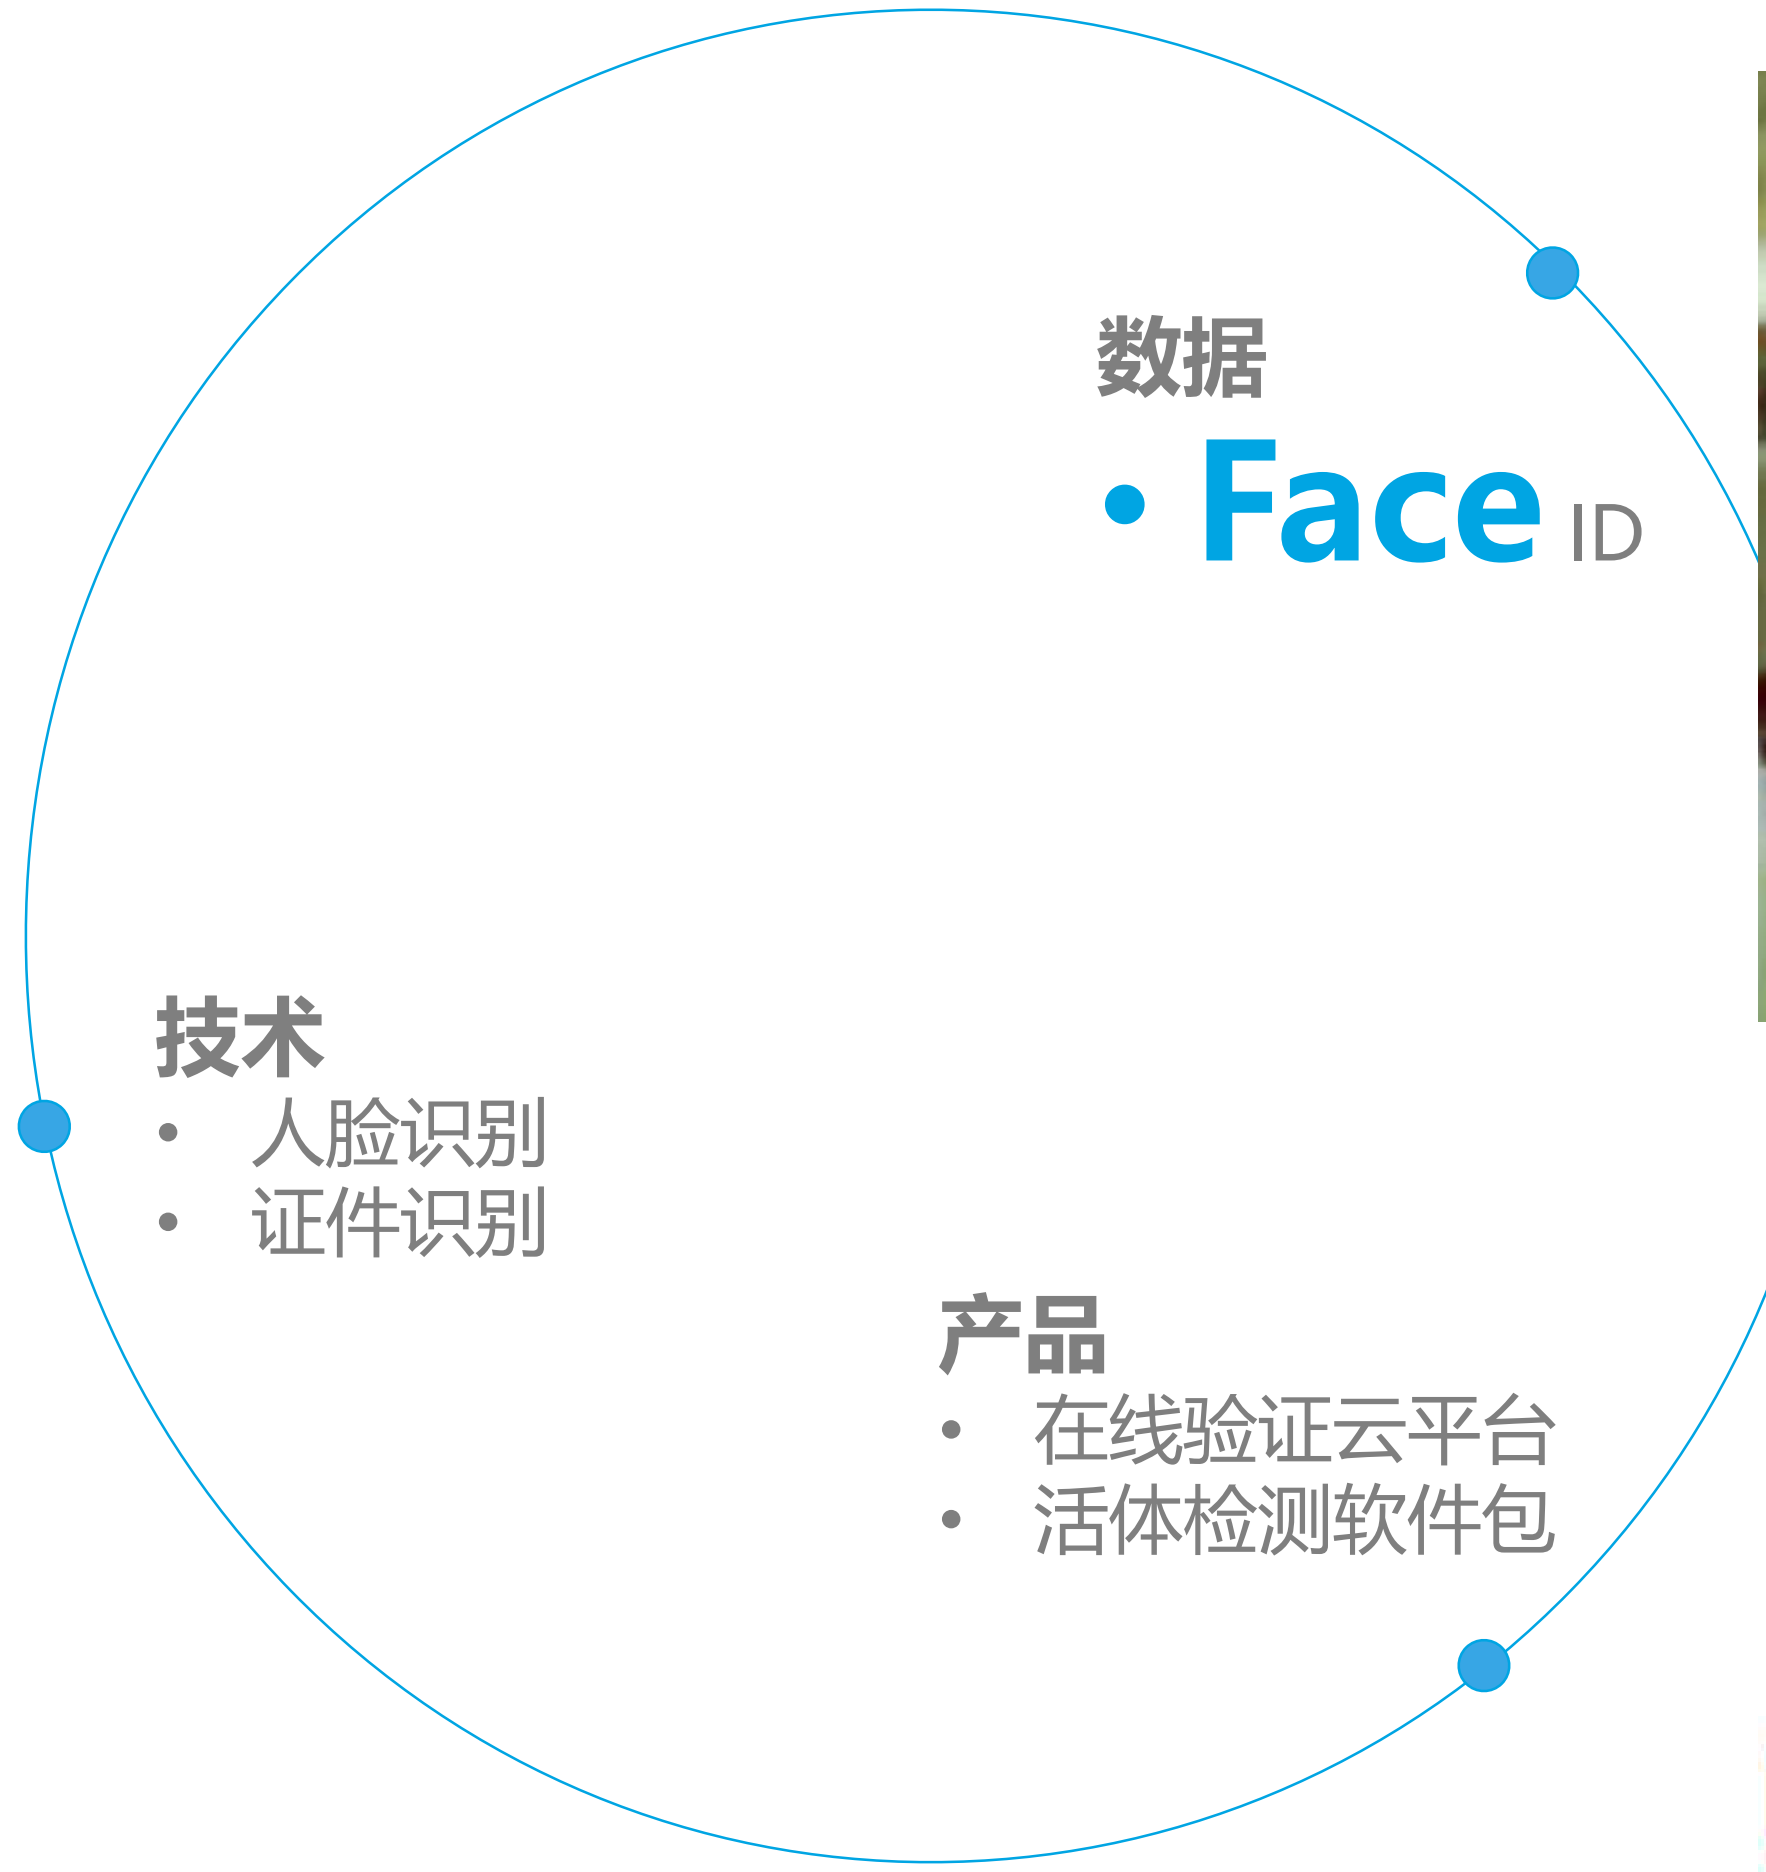 数据
• Face ID
技术
• 人脸识别
• 证件识别
产品
• 在线验证云平台
• 活体检测软件包